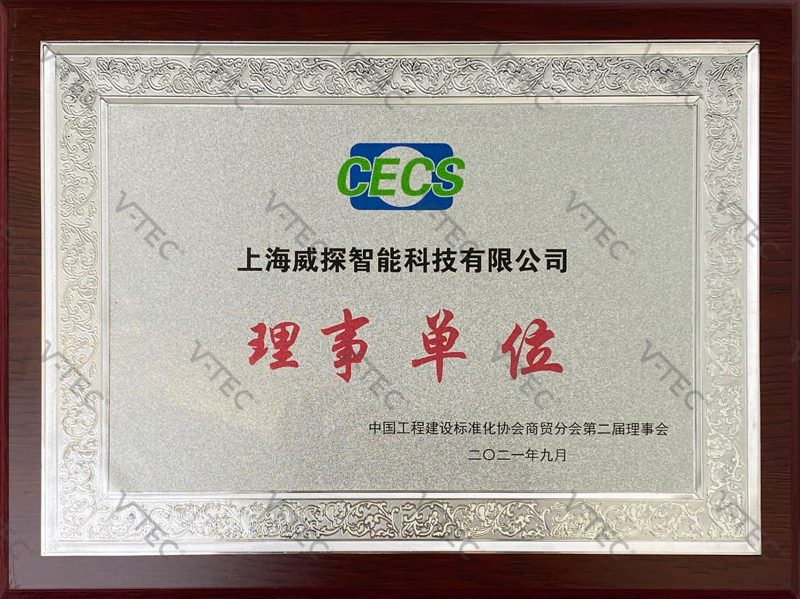 CECS
上海威探智能科技有限公司
理事单位
中国工程建设标准化协会商贸分会第二届理事会
二〇二一年九月
V-TEC